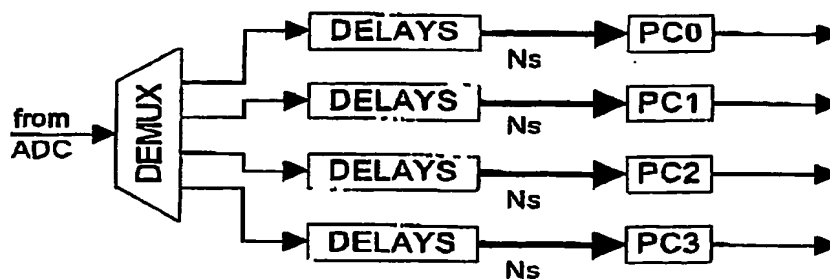 DELAYS
Ns
PC0
DELAYS
Ns
PC1
from
ADC
DEMUX
DELAYS
Ns
PC2
DELAYS
Ns
PC3